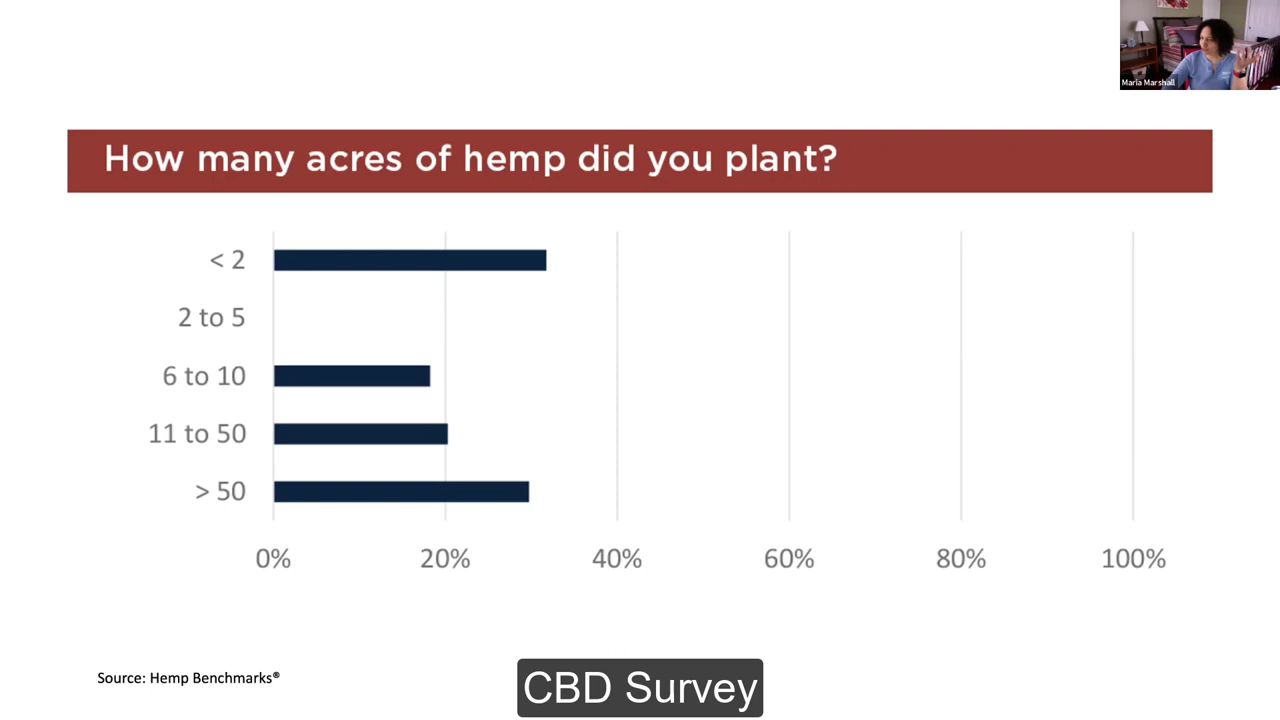 Maria Marshall
How many acres of hemp did you plant?
< 2
2 to 5
6 to 10
11 to 50
> 50
0% 20% 40% 60% 80% 100%
Source: Hemp Benchmarks®
CBD Survey